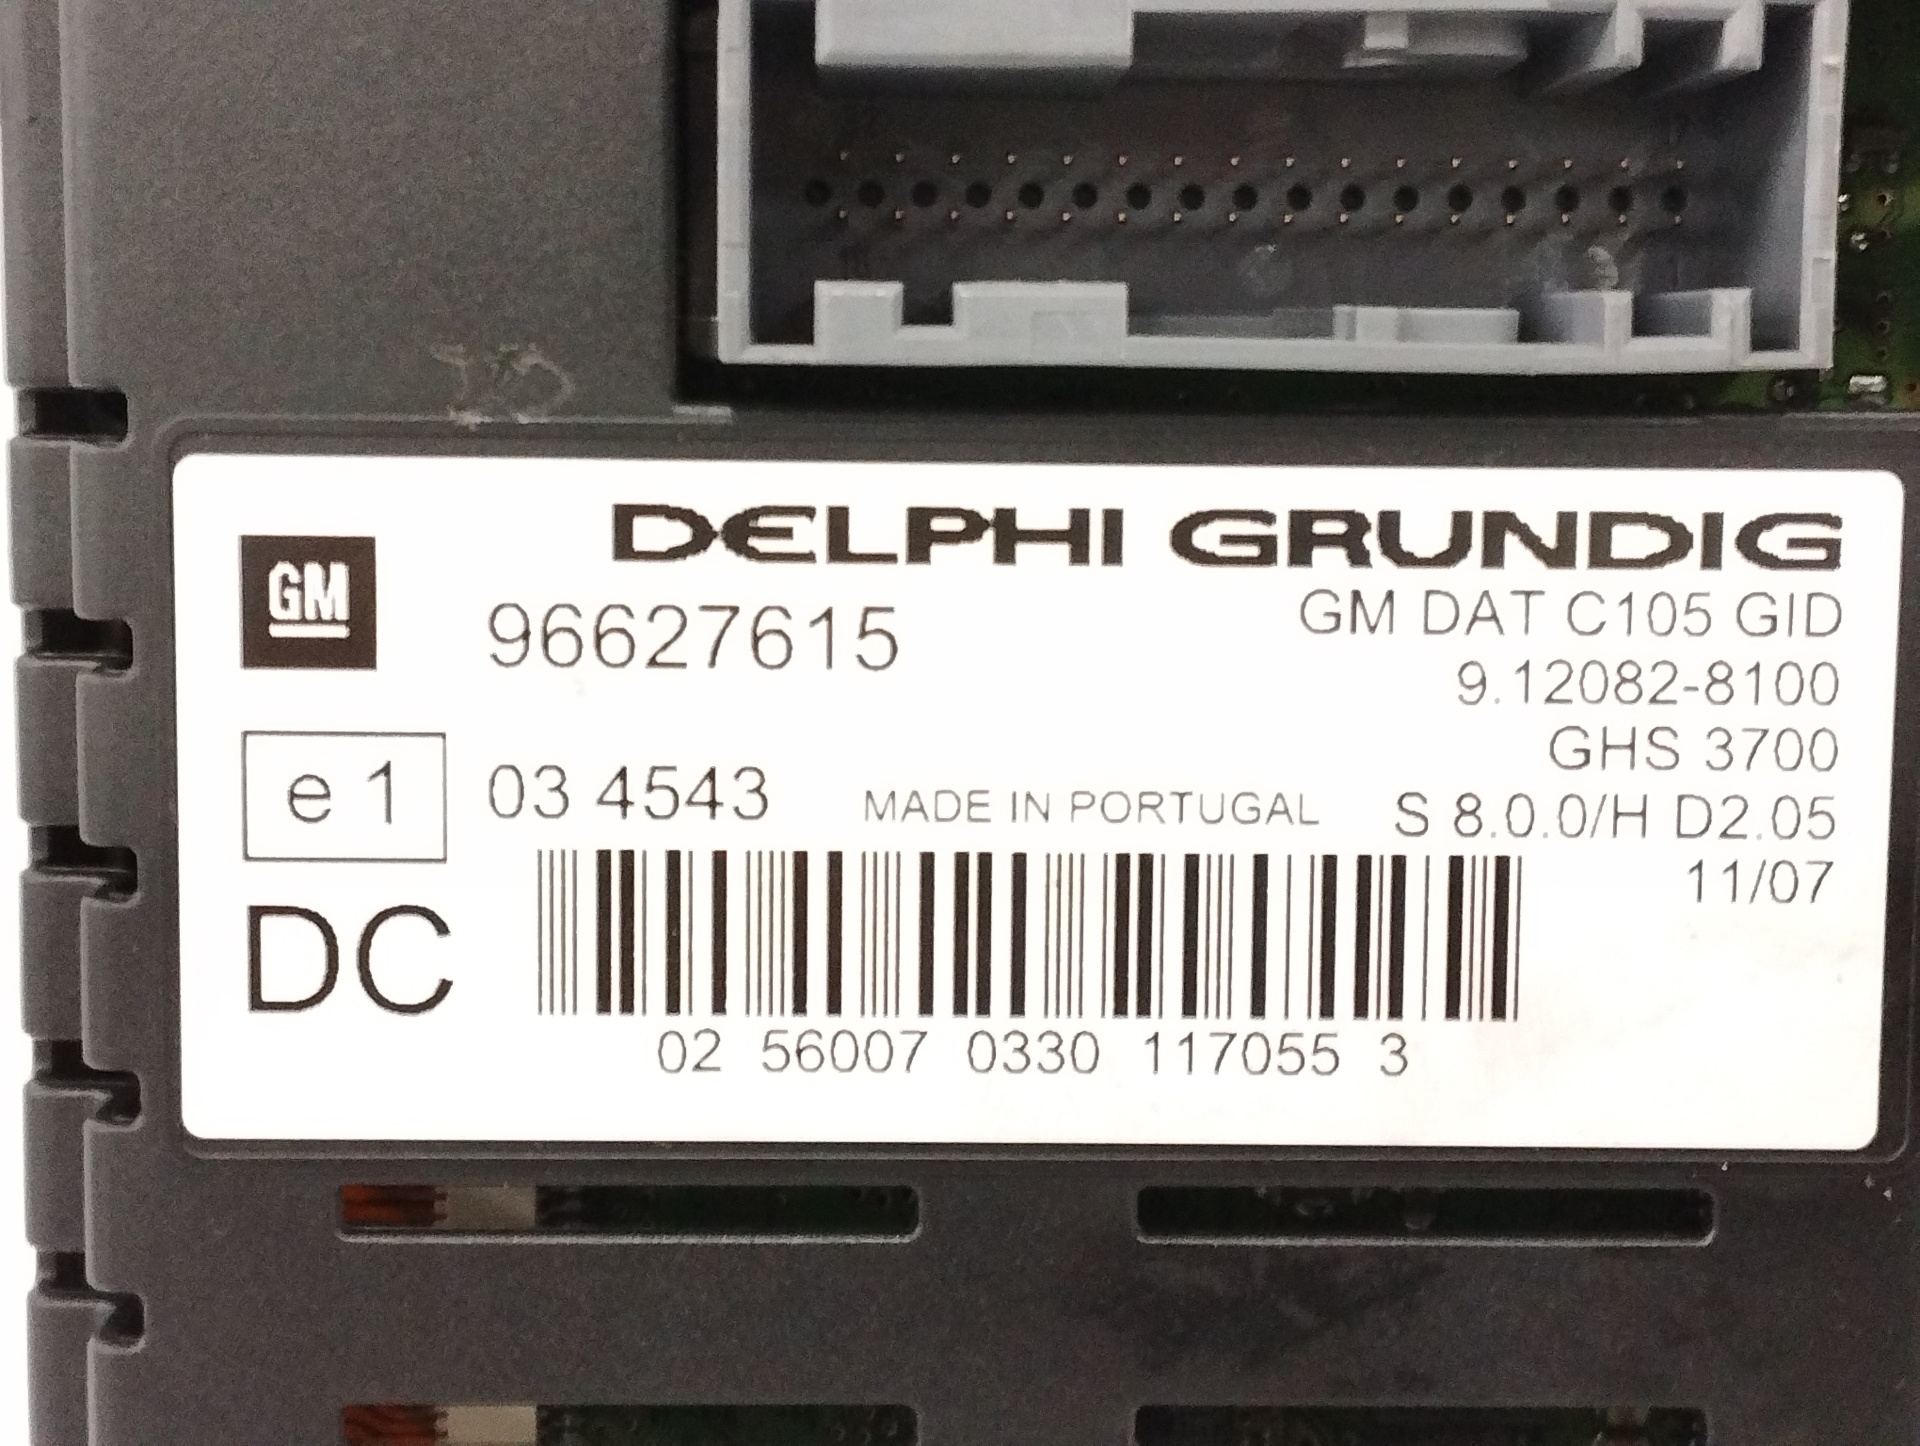 DELPHI GRUNDIG
GM
96627615
GM DAT C105 GID
9.12082-8100
GHS 3700
e1
03 4543
MADE IN PORTUGAL
S 8.0.0/H D2.05
11/07
DC
02 56007 0330 117055 3